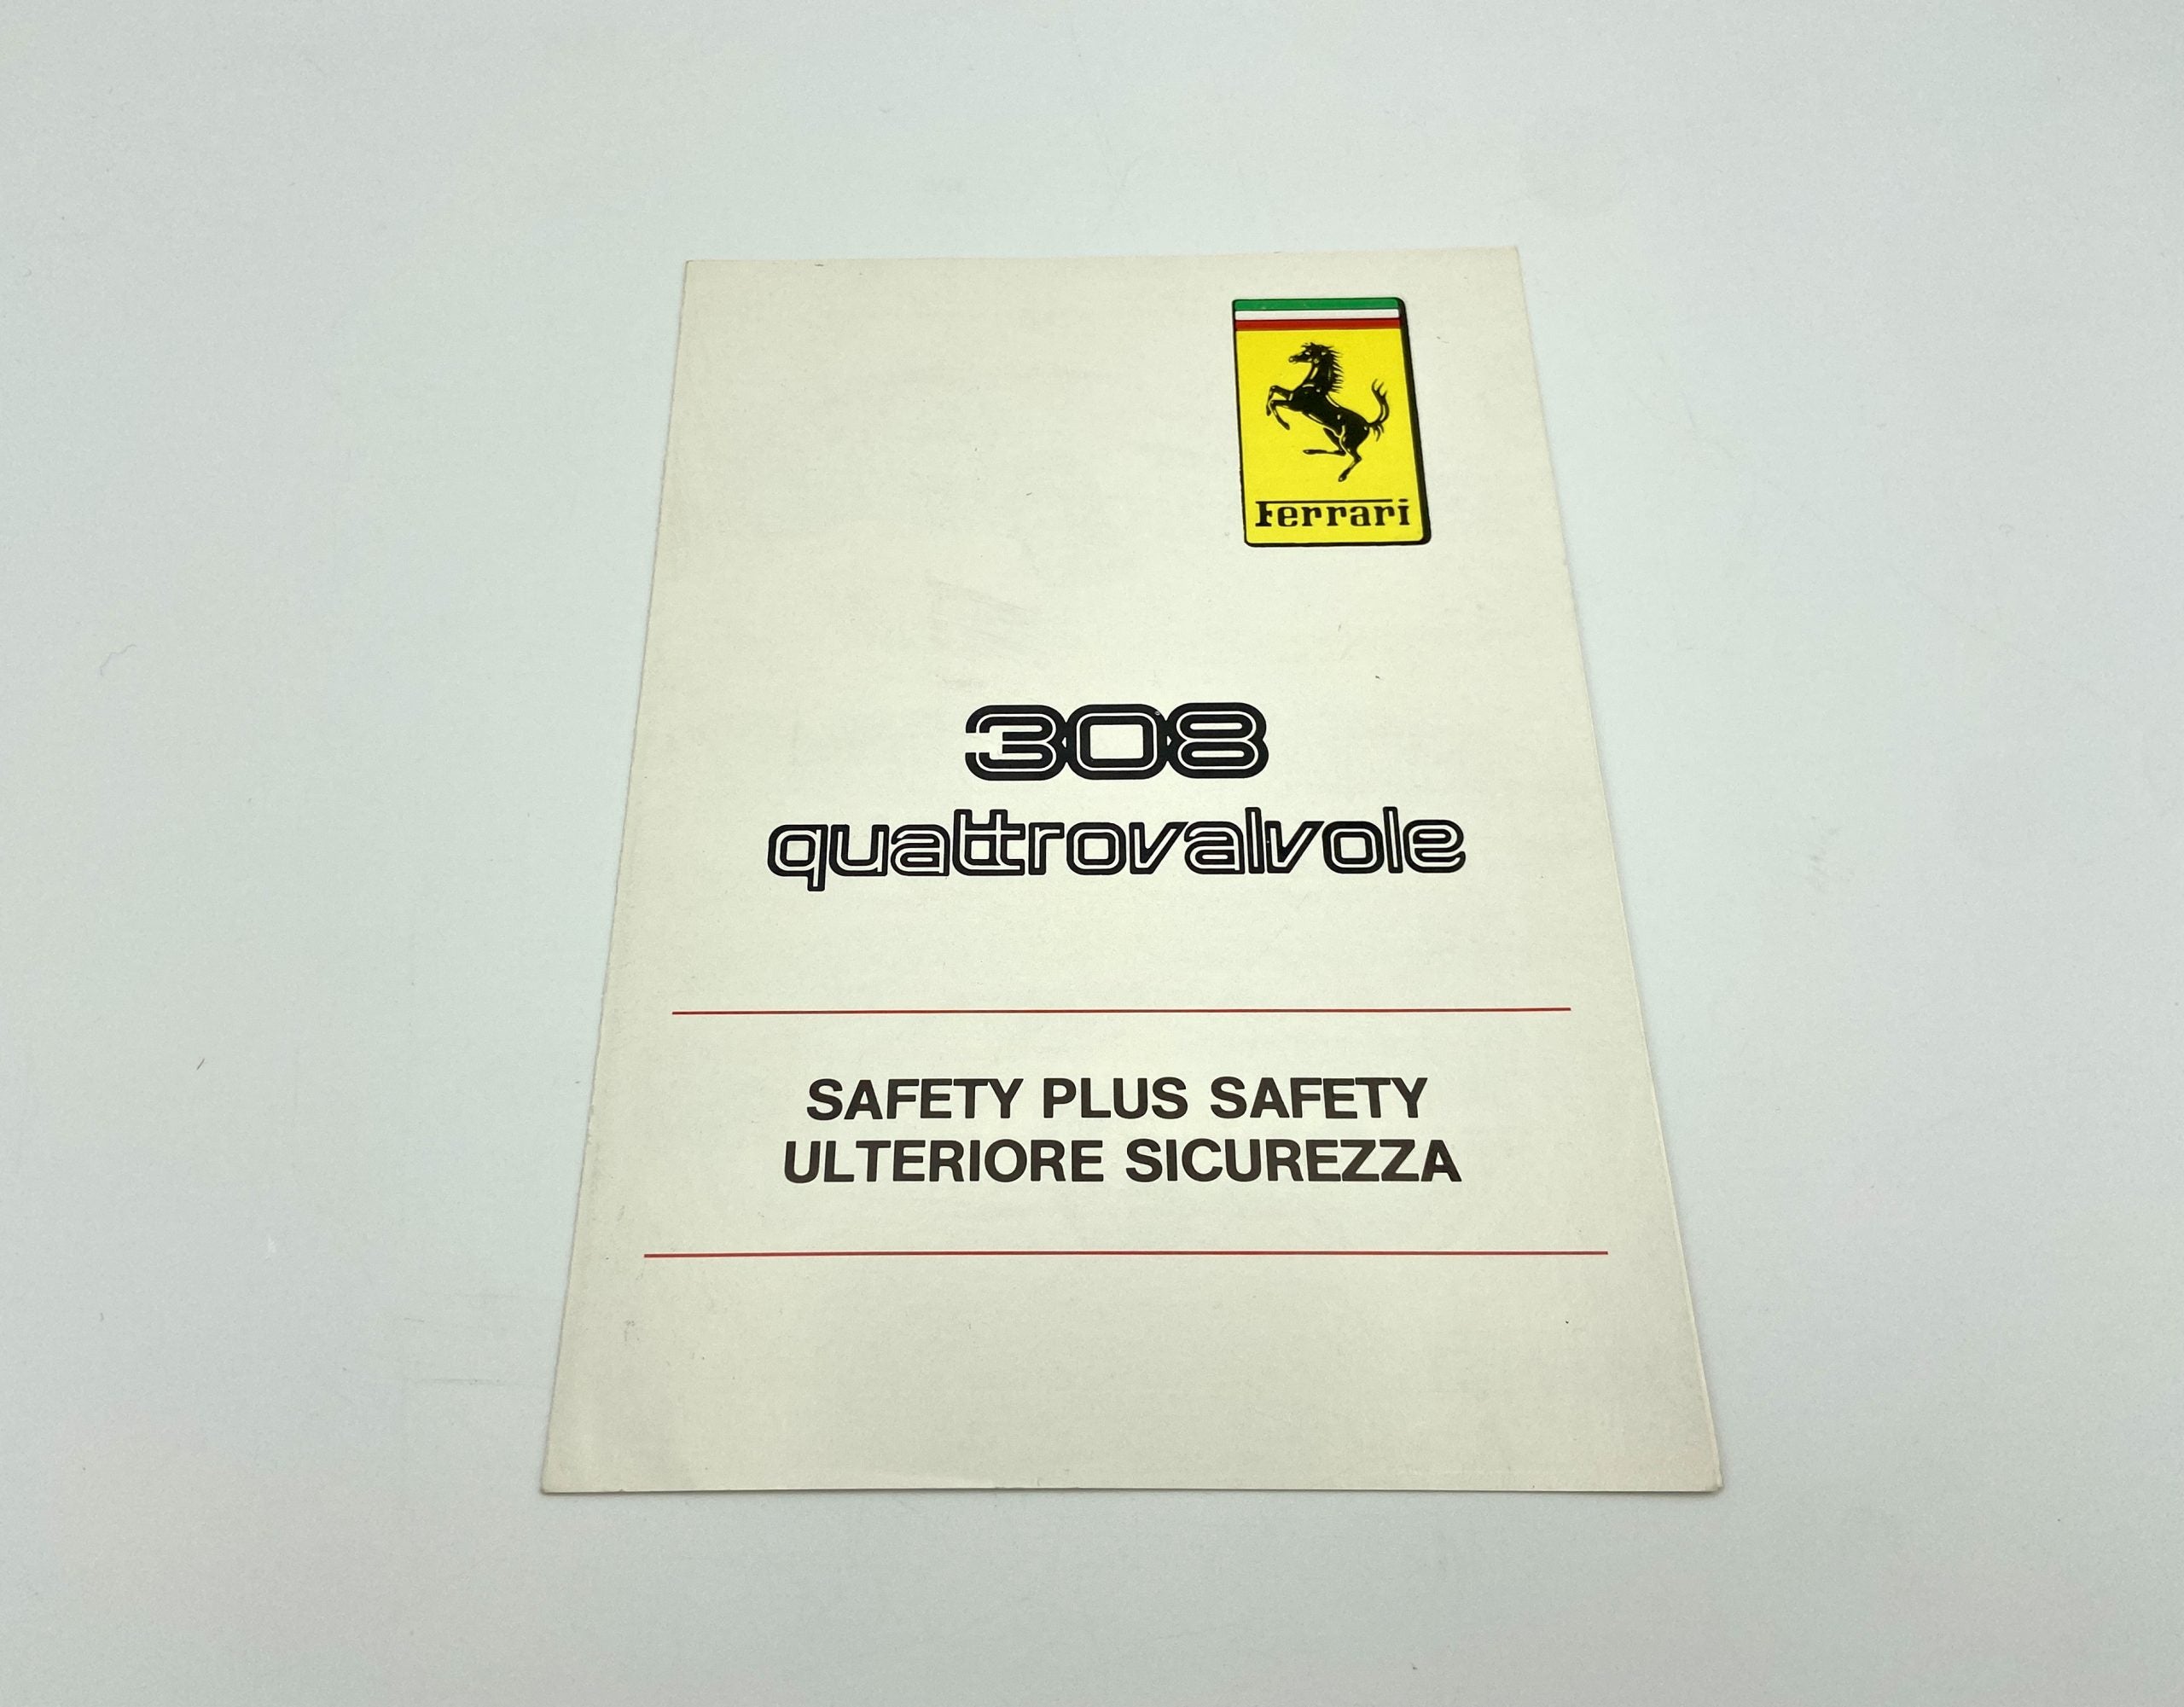 Ferrari
308
quattrovalvole
SAFETY PLUS SAFETY
ULTERIORE SICUREZZA